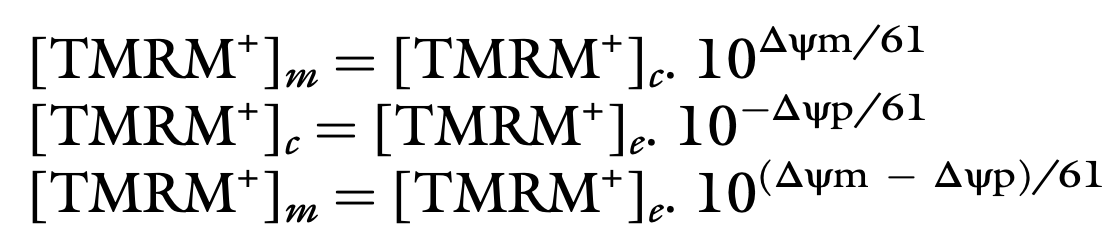 [TMRM⁺]ₘ = [TMRM⁺]꜀. 10^Δψm/61
[TMRM⁺]꜀ = [TMRM⁺]ₑ. 10^−Δψp/61
[TMRM⁺]ₘ = [TMRM⁺]ₑ. 10^(Δψm − Δψp)/61